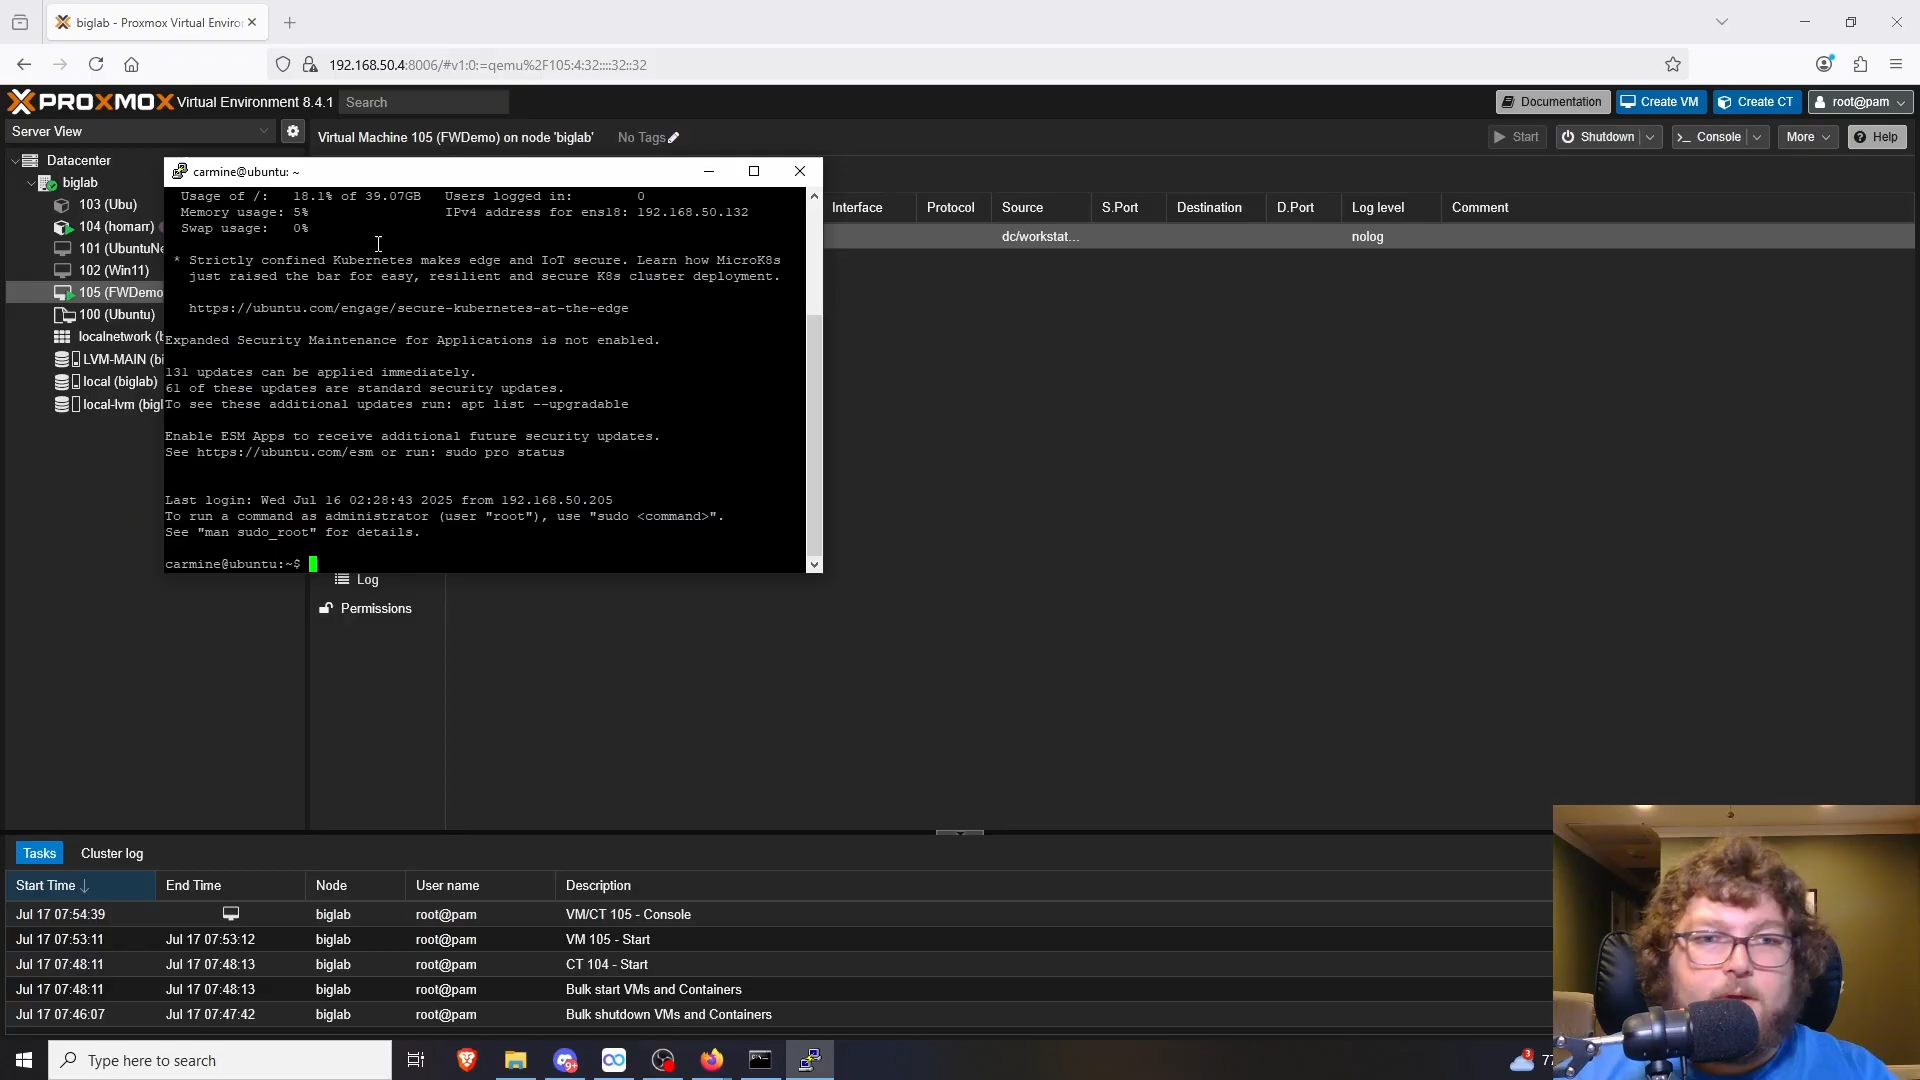 biglab - Proxmox Virtual Enviro
192.168.50.4:8006/#v1:0:=qemu%2F105:4:32::::32::32
PROXMOX Virtual Environment 8.4.1 Search
Documentation Create VM Create CT root@pam
Server View
Virtual Machine 105 (FWDemo) on node 'biglab' No Tags
Start Shutdown Console More Help
Datacenter
biglab
103 (Ubu)
104 (homarr)
101 (UbuntuNe
102 (Win11)
105 (FWDemo
100 (Ubuntu)
localnetwork (b
LVM-MAIN (bi
local (biglab)
local-lvm (bigl
carmine@ubuntu: ~
Usage of /: 18.1% of 39.07GB Users logged in: 0
Memory usage: 5% IPv4 address for ens18: 192.168.50.132
Swap usage: 0%
* Strictly confined Kubernetes makes edge and IoT secure. Learn how MicroK8s
just raised the bar for easy, resilient and secure K8s cluster deployment.
https://ubuntu.com/engage/secure-kubernetes-at-the-edge
Expanded Security Maintenance for Applications is not enabled.
131 updates can be applied immediately.
61 of these updates are standard security updates.
To see these additional updates run: apt list --upgradable
Enable ESM Apps to receive additional future security updates.
See https://ubuntu.com/esm or run: sudo pro status
Last login: Wed Jul 16 02:28:43 2025 from 192.168.50.205
To run a command as administrator (user "root"), use "sudo <command>".
See "man sudo_root" for details.
carmine@ubuntu:~$
Interface Protocol Source S.Port Destination D.Port Log level Comment
dc/workstat... nolog
Log
Permissions
Tasks Cluster log
Start Time End Time Node User name Description
Jul 17 07:54:39 biglab root@pam VM/CT 105 - Console
Jul 17 07:53:11 Jul 17 07:53:12 biglab root@pam VM 105 - Start
Jul 17 07:48:11 Jul 17 07:48:13 biglab root@pam CT 104 - Start
Jul 17 07:48:11 Jul 17 07:48:13 biglab root@pam Bulk start VMs and Containers
Jul 17 07:46:07 Jul 17 07:47:42 biglab root@pam Bulk shutdown VMs and Containers
Type here to search
9+
3
77